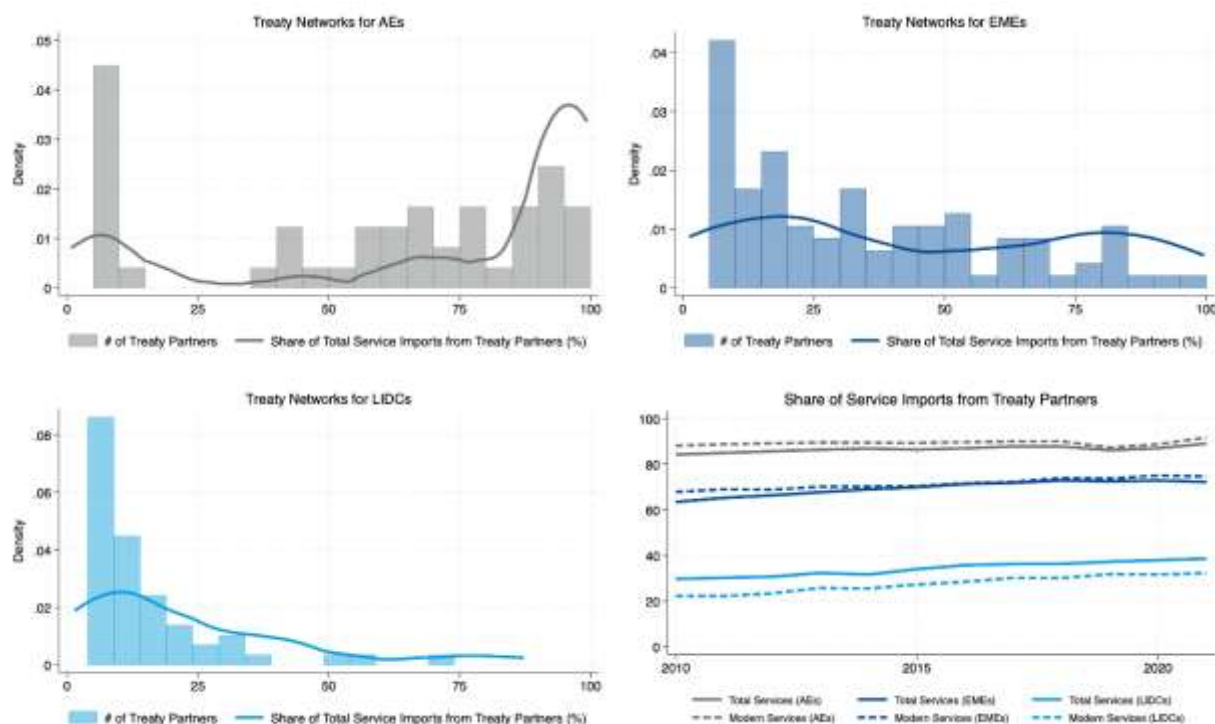 Treaty Networks for AEs
.05
.04
.03
.02
.01
0
Density
0 25 50 75 100
# of Treaty Partners Share of Total Service Imports from Treaty Partners (%)
Treaty Networks for EMEs
.04
.03
.02
.01
0
Density
0 25 50 75 100
# of Treaty Partners Share of Total Service Imports from Treaty Partners (%)
Treaty Networks for LIDCs
.08
.06
.04
.02
0
Density
0 25 50 75 100
# of Treaty Partners Share of Total Service Imports from Treaty Partners (%)
Share of Service Imports from Treaty Partners
100
80
60
40
20
0
2010 2015 2020
Total Services (AEs) Total Services (EMEs) Total Services (LIDCs)
Modern Services (AEs) Modern Services (EMEs) Modern Services (LIDCs)